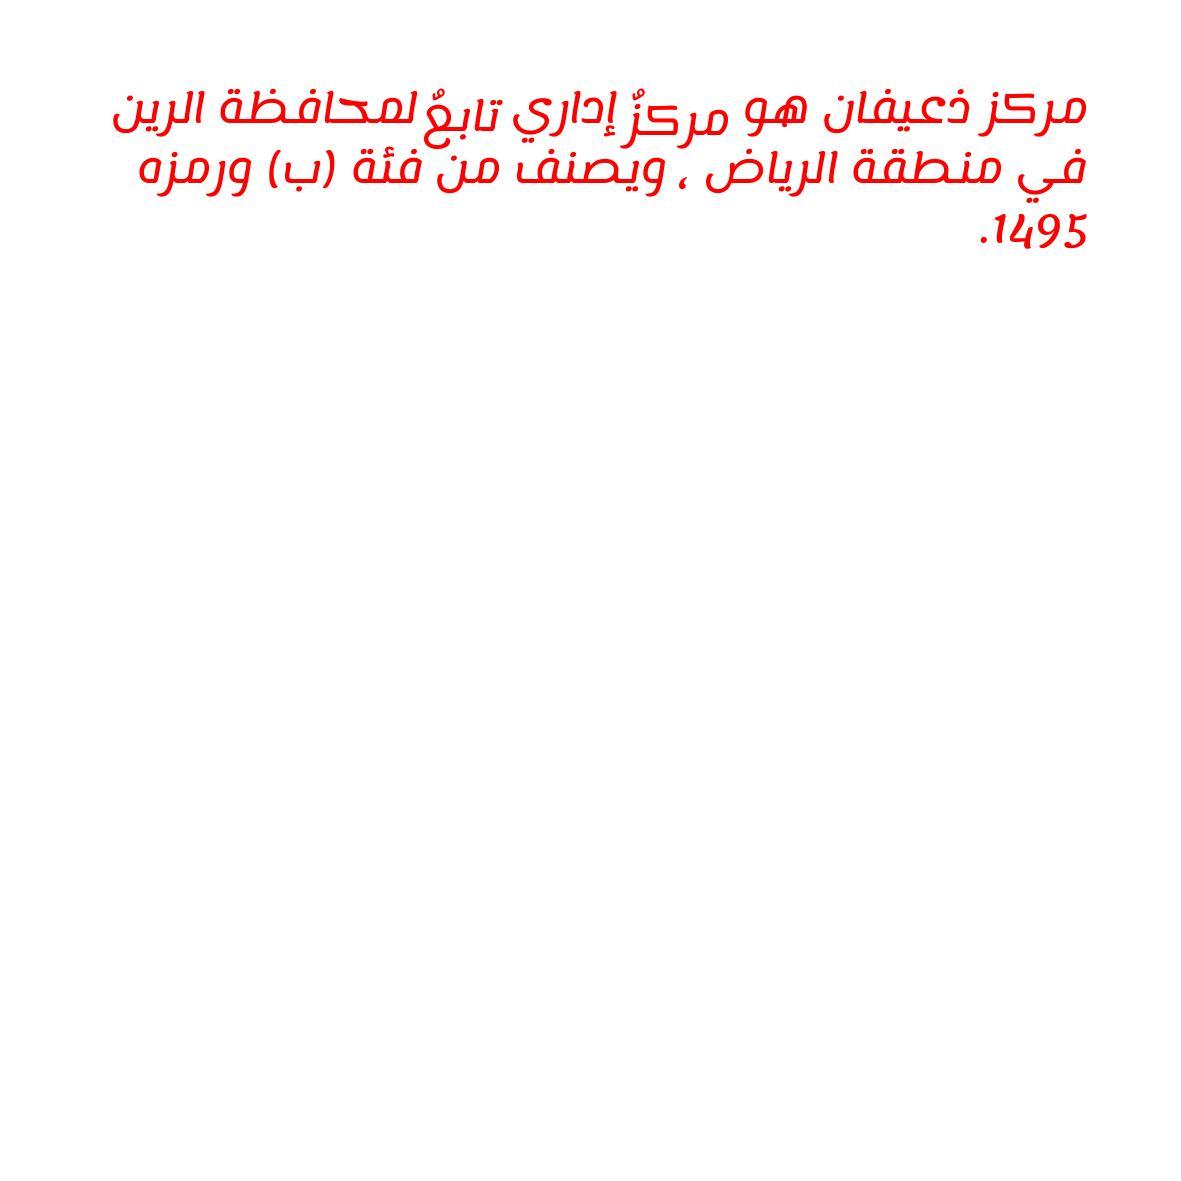 مركز ذعيفان هو مركزٌ إداري تابعٌ لمحافظة الرين
في منطقة الرياض ، ويصنف من فئة (ب) ورمزه
1495.